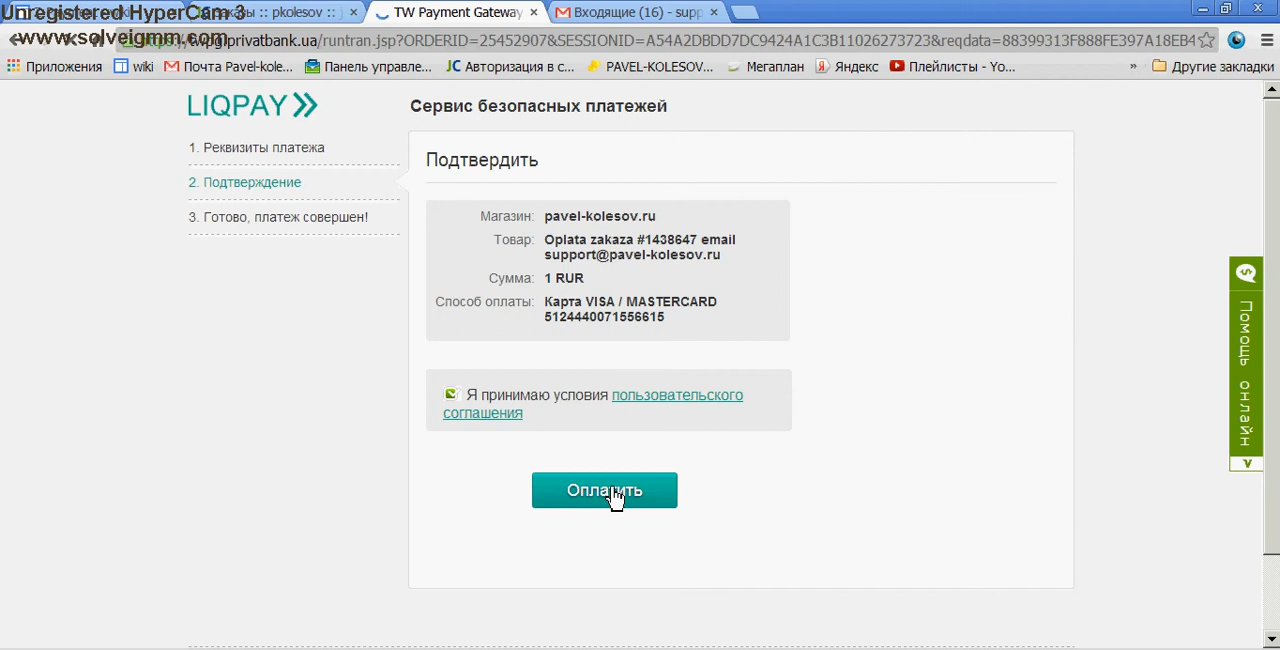 Unregistered HyperCam 3
www.solveigmm.com
:: pkolesov ::
TW Payment Gateway
Входящие (16) - supp
privatbank.ua/runtran.jsp?ORDERID=25452907&SESSIONID=A54A2DBDD7DC9424A1C3B11026273723&reqdata=88399313F888FE397A18EB4
Приложения wiki Почта Pavel-kole... Панель управле... Авторизация в с... PAVEL-KOLESOV... Мегаплан Яндекс Плейлисты - Yo... » Другие закладки
LIQPAY
Сервис безопасных платежей
1. Реквизиты платежа
2. Подтверждение
3. Готово, платеж совершен!
Подтвердить
Магазин: pavel-kolesov.ru
Товар: Oplata zakaza #1438647 email
support@pavel-kolesov.ru
Сумма: 1 RUR
Способ оплаты: Карта VISA / MASTERCARD
5124440071556615
Я принимаю условия пользовательского
соглашения
Оплатить
Помощь онлайн